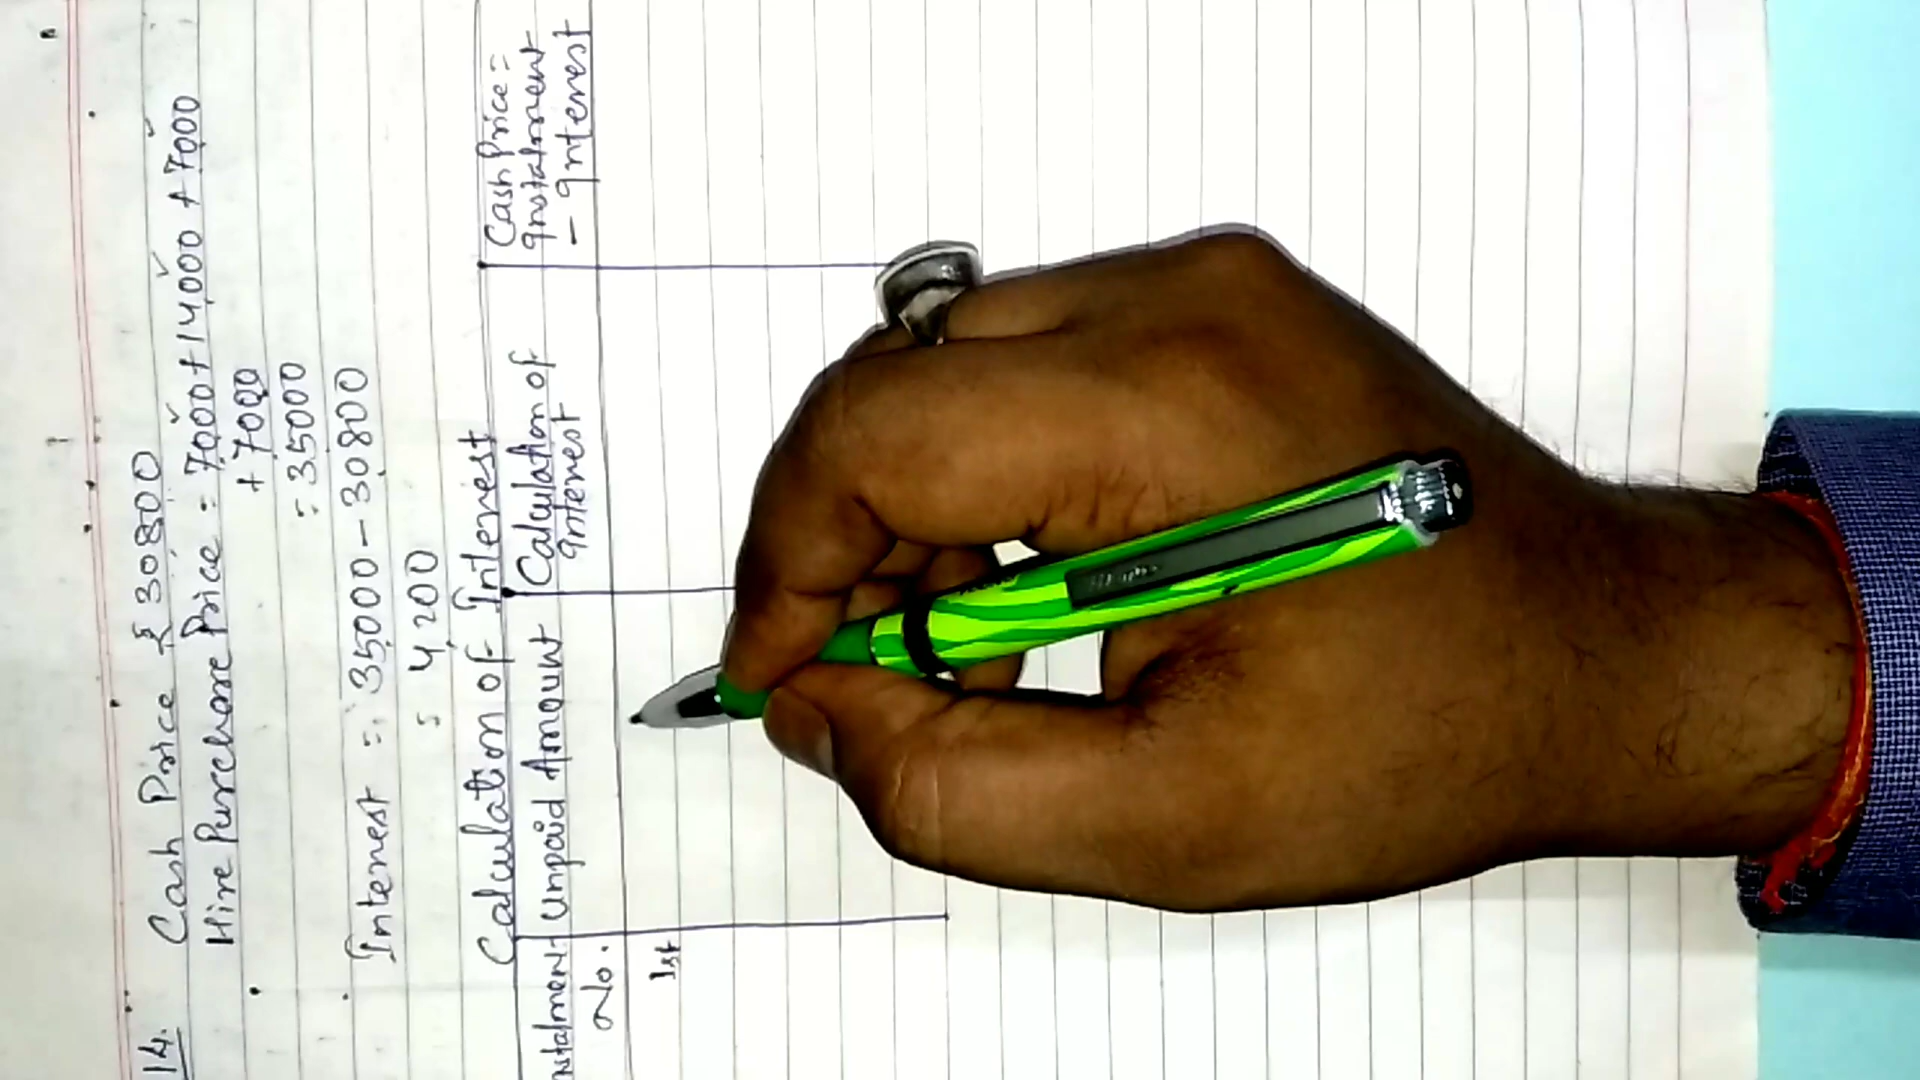 14. Cash Price ₹ 30800
Hire Purchase Price = 7000+14000+7000
+ 7000
= 35000
Interest = 35000-30800
= 4200
Calculation of Interest
Instalment No.
Unpaid Amount
Calculation of Interest
Cash Price = Instalment - Interest
1st